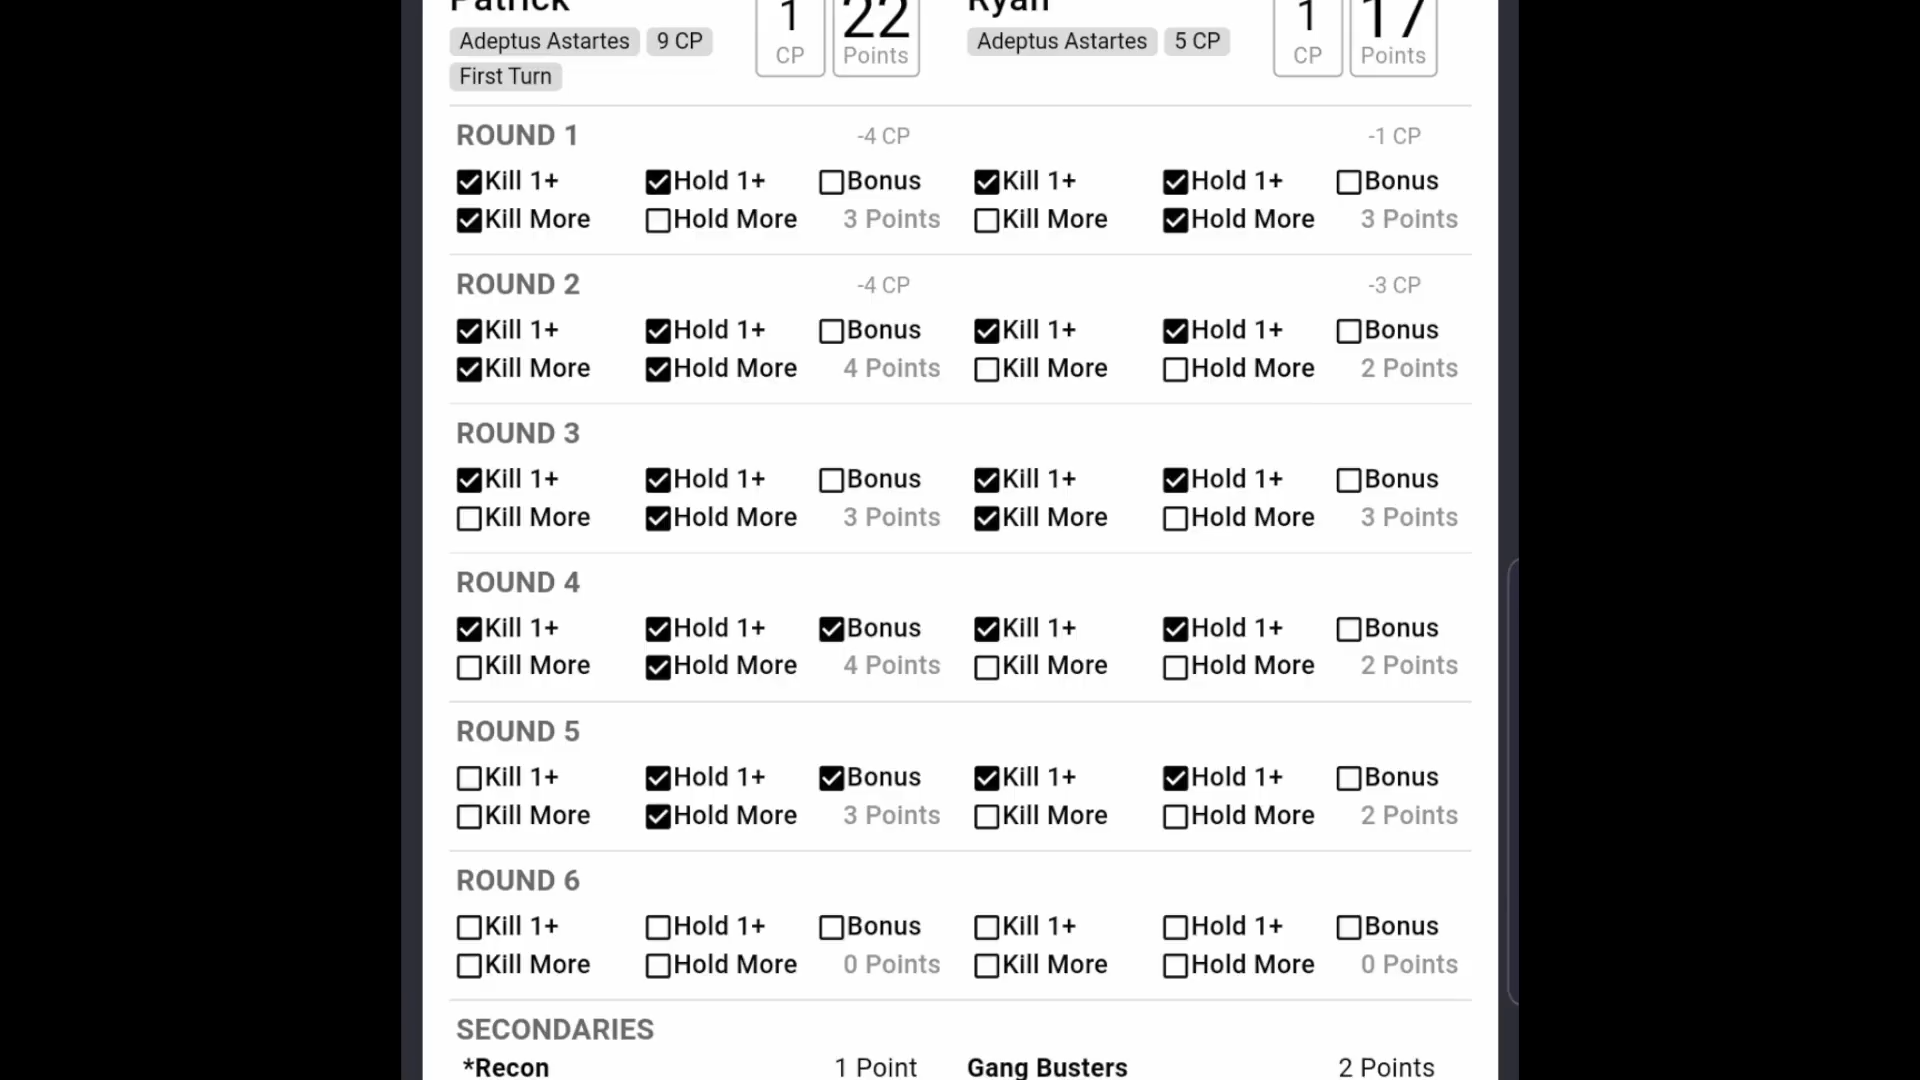 Patrick
1
22
Ryan
1
17
Adeptus Astartes
9 CP
CP
Points
Adeptus Astartes
5 CP
CP
Points
First Turn
ROUND 1
-4 CP
-1 CP
Kill 1+ Hold 1+ Bonus Kill 1+ Hold 1+ Bonus
Kill More Hold More 3 Points Kill More Hold More 3 Points
ROUND 2
-4 CP
-3 CP
Kill 1+ Hold 1+ Bonus Kill 1+ Hold 1+ Bonus
Kill More Hold More 4 Points Kill More Hold More 2 Points
ROUND 3
Kill 1+ Hold 1+ Bonus Kill 1+ Hold 1+ Bonus
Kill More Hold More 3 Points Kill More Hold More 3 Points
ROUND 4
Kill 1+ Hold 1+ Bonus Kill 1+ Hold 1+ Bonus
Kill More Hold More 4 Points Kill More Hold More 2 Points
ROUND 5
Kill 1+ Hold 1+ Bonus Kill 1+ Hold 1+ Bonus
Kill More Hold More 3 Points Kill More Hold More 2 Points
ROUND 6
Kill 1+ Hold 1+ Bonus Kill 1+ Hold 1+ Bonus
Kill More Hold More 0 Points Kill More Hold More 0 Points
SECONDARIES
*Recon 1 Point Gang Busters 2 Points